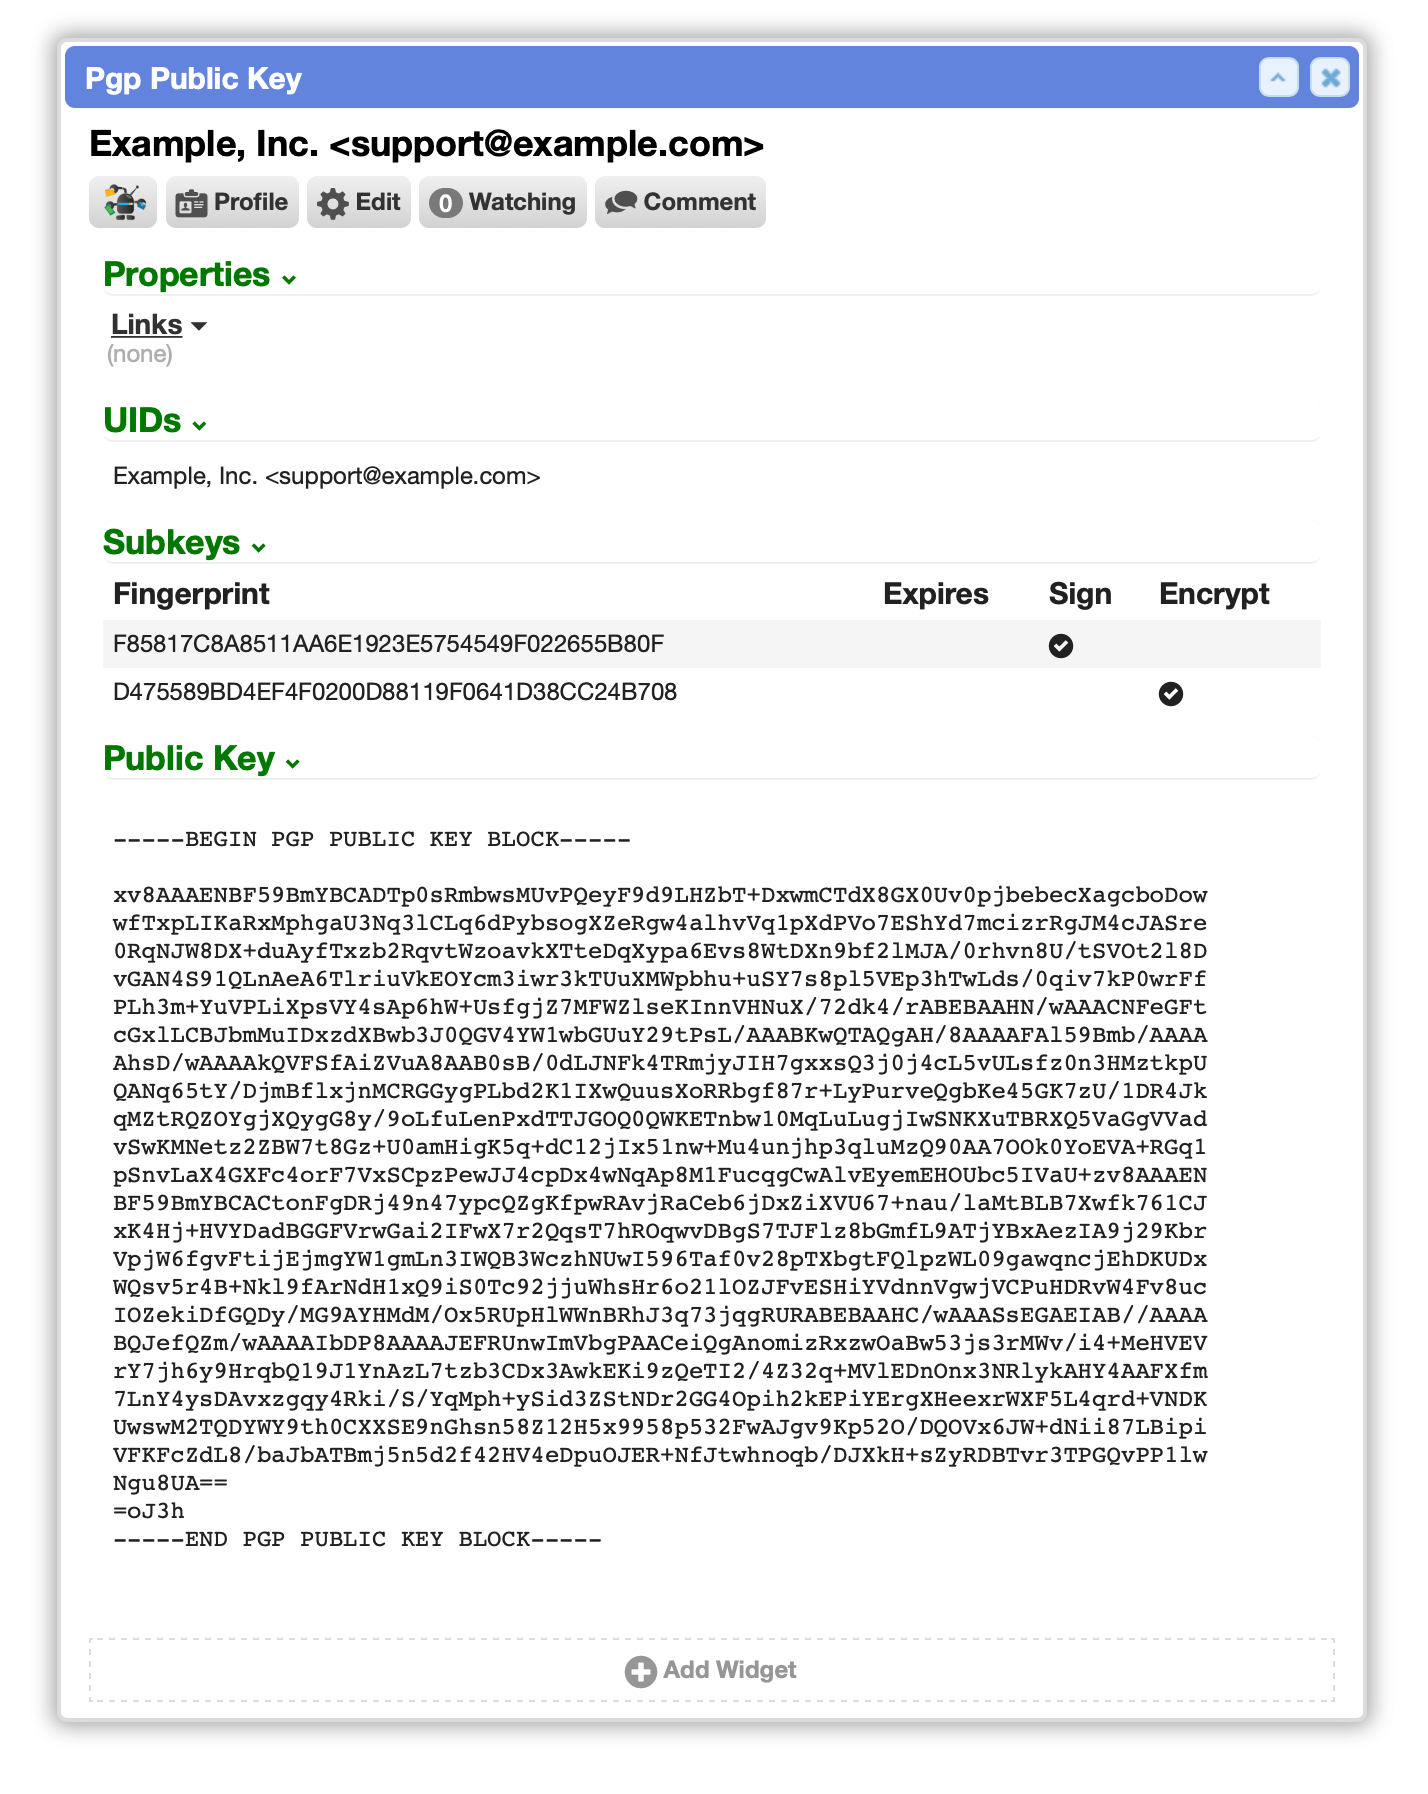 Pgp Public Key
Example, Inc. <support@example.com>
Profile Edit 0 Watching Comment
Properties
Links
(none)
UIDs
Example, Inc. <support@example.com>
Subkeys
Fingerprint Expires Sign Encrypt
F85817C8A8511AA6E1923E5754549F022655B80F
D475589BD4EF4F0200D88119F0641D38CC24B708
Public Key
-----BEGIN PGP PUBLIC KEY BLOCK-----
xv8AAAENBF59BmYBCADTp0sRmbwsMUvPQeyF9d9LHZbT+DxwmCTdX8GX0Uv0pjbebecXagcboDow
wfTxpLIKaRxMphgaU3Nq3lCLq6dPybsogXZeRgw4alhvVq1pXdPVo7EShYd7mcizrRgJM4cJASre
0RqNJW8DX+duAyfTxzb2RqvtWzoavkXTteDqXypa6Evs8WtDXn9bf2lMJA/0rhvn8U/tSVOt2l8D
vGAN4S91QLnAeA6TlriuVkEOYcm3iwr3kTUuXMWpbhu+uSY7s8pl5VEp3hTwLds/0qiv7kP0wrFf
PLh3m+YuVPLiXpsVY4sAp6hW+UsfgjZ7MFWZlseKInnVHNuX/72dk4/rABEBAAHN/wAAACNFeGFt
cGxlLCBJbmMuIDxzdXBwb3J0QGV4YW1wbGUuY29tPsL/AAABKwQTAQgAH/8AAAAFAl59Bmb/AAAA
AhsD/wAAAAkQVFSfAiZVuA8AAB0sB/0dLJNFk4TRmjyJIH7gxxsQ3j0j4cL5vULsfz0n3HMztkpU
QANq65tY/DjmBflxjnMCRGGygPLbd2K1IXwQuusXoRRbgf87r+LyPurveQgbKe45GK7zU/1DR4Jk
qMZtRQZOYgjXQygG8y/9oLfuLenPxdTTJGOQ0QWKETnbw10MqLuLugjIwSNKXuTBRXQ5VaGgVVad
vSwKMNetz2ZBW7t8Gz+U0amHigK5q+dC12jIx51nw+Mu4unjhp3qluMzQ90AA7OOk0YoEVA+RGq1
pSnvLaX4GXFc4orF7VxSCpzPewJJ4cpDx4wNqAp8M1FucqgCwAlvEyemEHOUbc5IVaU+zv8AAAEN
BF59BmYBCACtonFgDRj49n47ypcQZgKfpwRAvjRaCeb6jDxZiXVU67+nau/laMtBLB7Xwfk761CJ
xK4Hj+HVYDadBGGFVrwGai2IFwX7r2QqsT7hROqwvDBgS7TJFlz8bGmfL9ATjYBxAezIA9j29Kbr
VpjW6fgvFtijEjmgYW1gmLn3IWQB3WczhNUwI596Taf0v28pTXbgtFQlpzWL09gawqncjEhDKUDx
WQsv5r4B+Nkl9fArNdH1xQ9iS0Tc92jjuWhsHr6o21lOZJFvESHiYVdnnVgwjVCPuHDRvW4Fv8uc
IOZekiDfGQDy/MG9AYHMdM/Ox5RUpHlWWnBRhJ3q73jqgRURABEBAAHC/wAAASsEGAEIAB//AAAA
BQJefQZm/wAAAAIbDP8AAAAJEFRUnwImVbgPAACeiQgAnomizRxzwOaBw53js3rMWv/i4+MeHVEV
rY7jh6y9HrqbQ19J1YnAzL7tzb3CDx3AwkEKi9zQeTI2/4Z32q+MVlEDnOnx3NRlykAHY4AAFXfm
7LnY4ysDAvxzgqy4Rki/S/YqMph+ySid3ZStNDr2GG4Opih2kEPiYErgXHeexrWXF5L4qrd+VNDK
UwswM2TQDYWY9th0CXXSE9nGhsn58Z12H5x9958p532FwAJgv9Kp52O/DQOVx6JW+dNii87LBipi
VFKFcZdL8/baJbATBmj5n5d2f42HV4eDpuOJER+NfJtwhnoqb/DJXkH+sZyRDBTvr3TPGQvPP1lw
Ngu8UA==
=oJ3h
-----END PGP PUBLIC KEY BLOCK-----
Add Widget